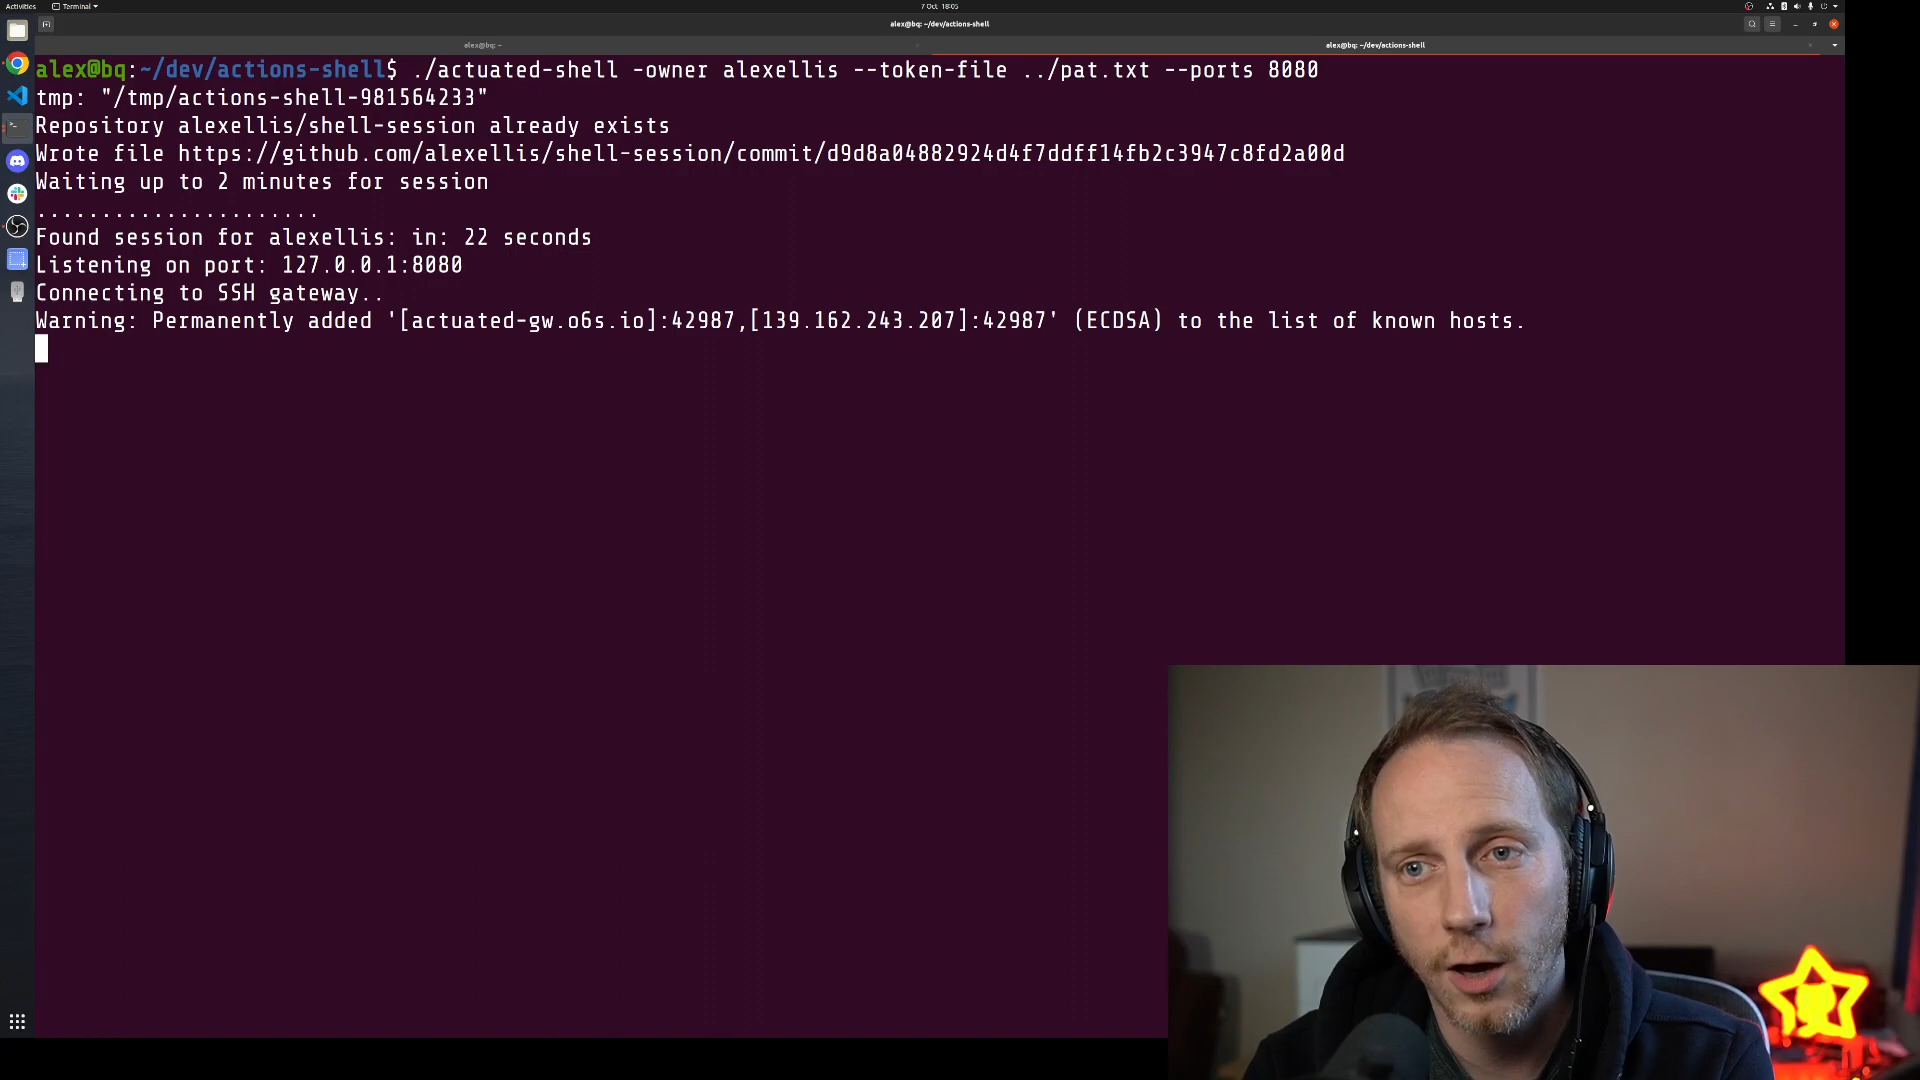 Activities
Terminal
7 Oct 18:05
alex@bq: ~/dev/actions-shell
alex@bq: ~
alex@bq: ~/dev/actions-shell
alex@bq:~/dev/actions-shell$ ./actuated-shell -owner alexellis --token-file ../pat.txt --ports 8080
tmp: "/tmp/actions-shell-981564233"
Repository alexellis/shell-session already exists
Wrote file https://github.com/alexellis/shell-session/commit/d9d8a04882924d4f7ddff14fb2c3947c8fd2a00d
Waiting up to 2 minutes for session
......................
Found session for alexellis: in: 22 seconds
Listening on port: 127.0.0.1:8080
Connecting to SSH gateway..
Warning: Permanently added '[actuated-gw.o6s.io]:42987,[139.162.243.207]:42987' (ECDSA) to the list of known hosts.